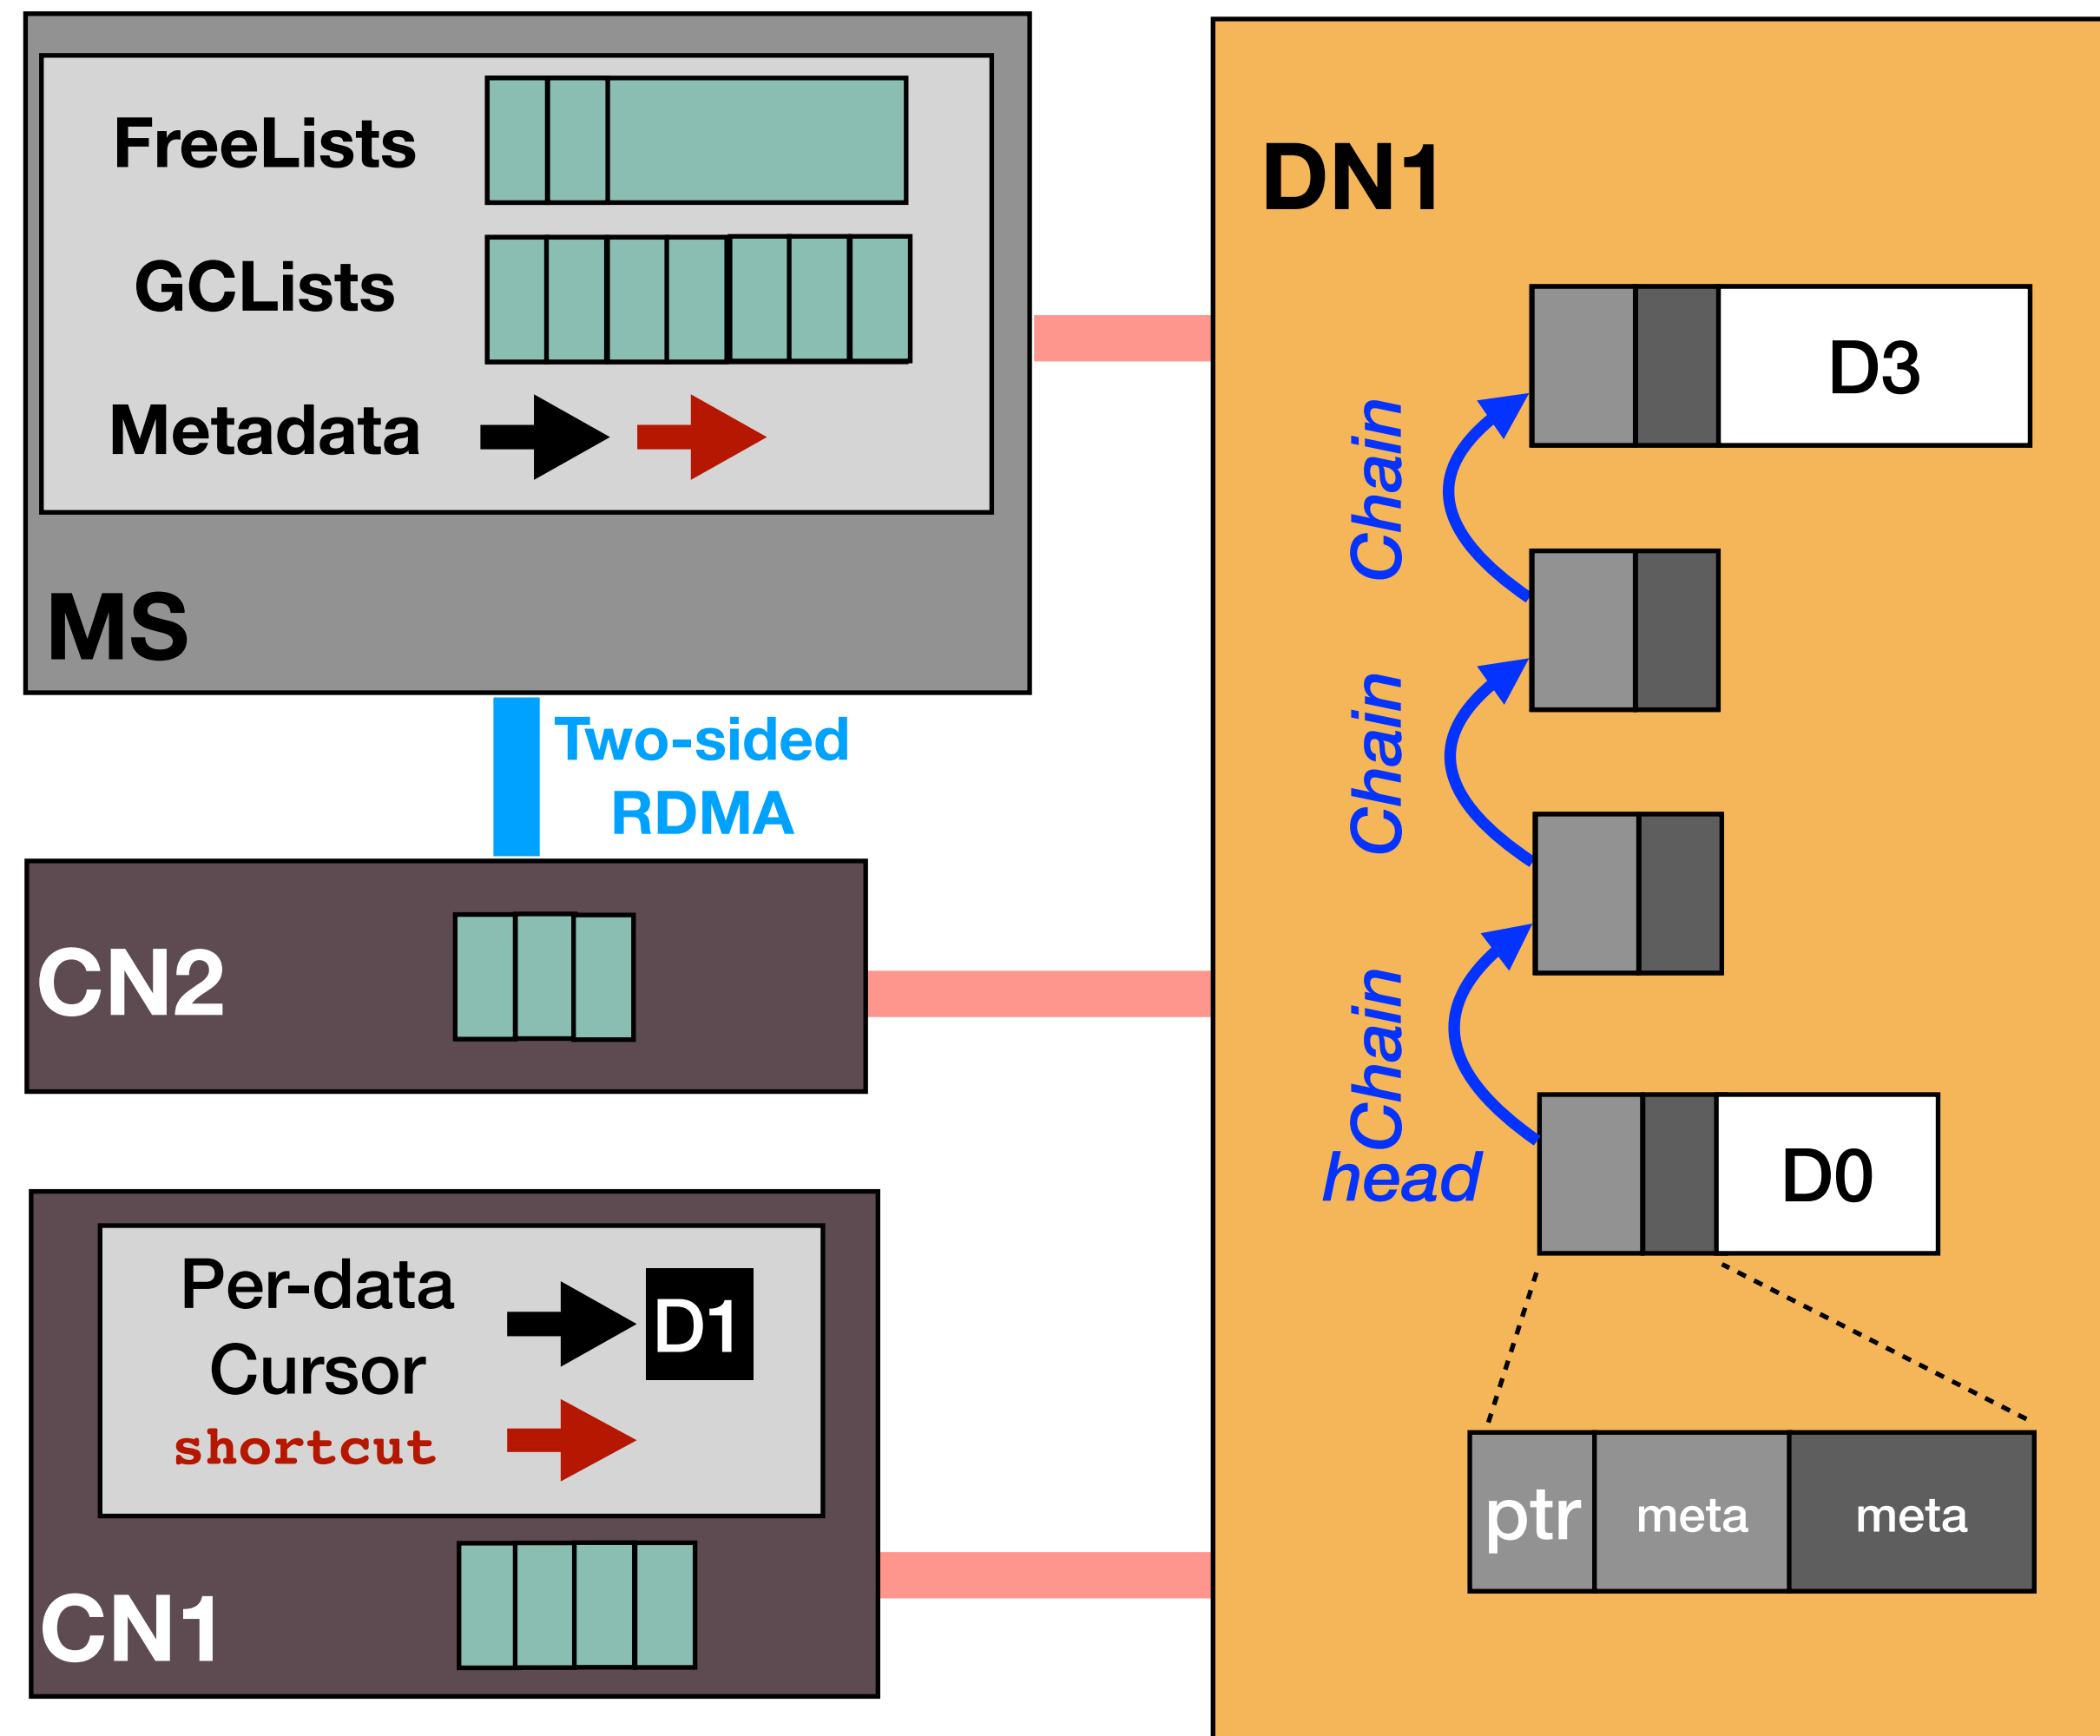 FreeLists
GCLists
Metadata
MS
Two-sided
RDMA
CN2
Per-data
Cursor
D1
shortcut
CN1
DN1
D3
Chain
Chain
Chain
head
D0
ptr
meta
meta